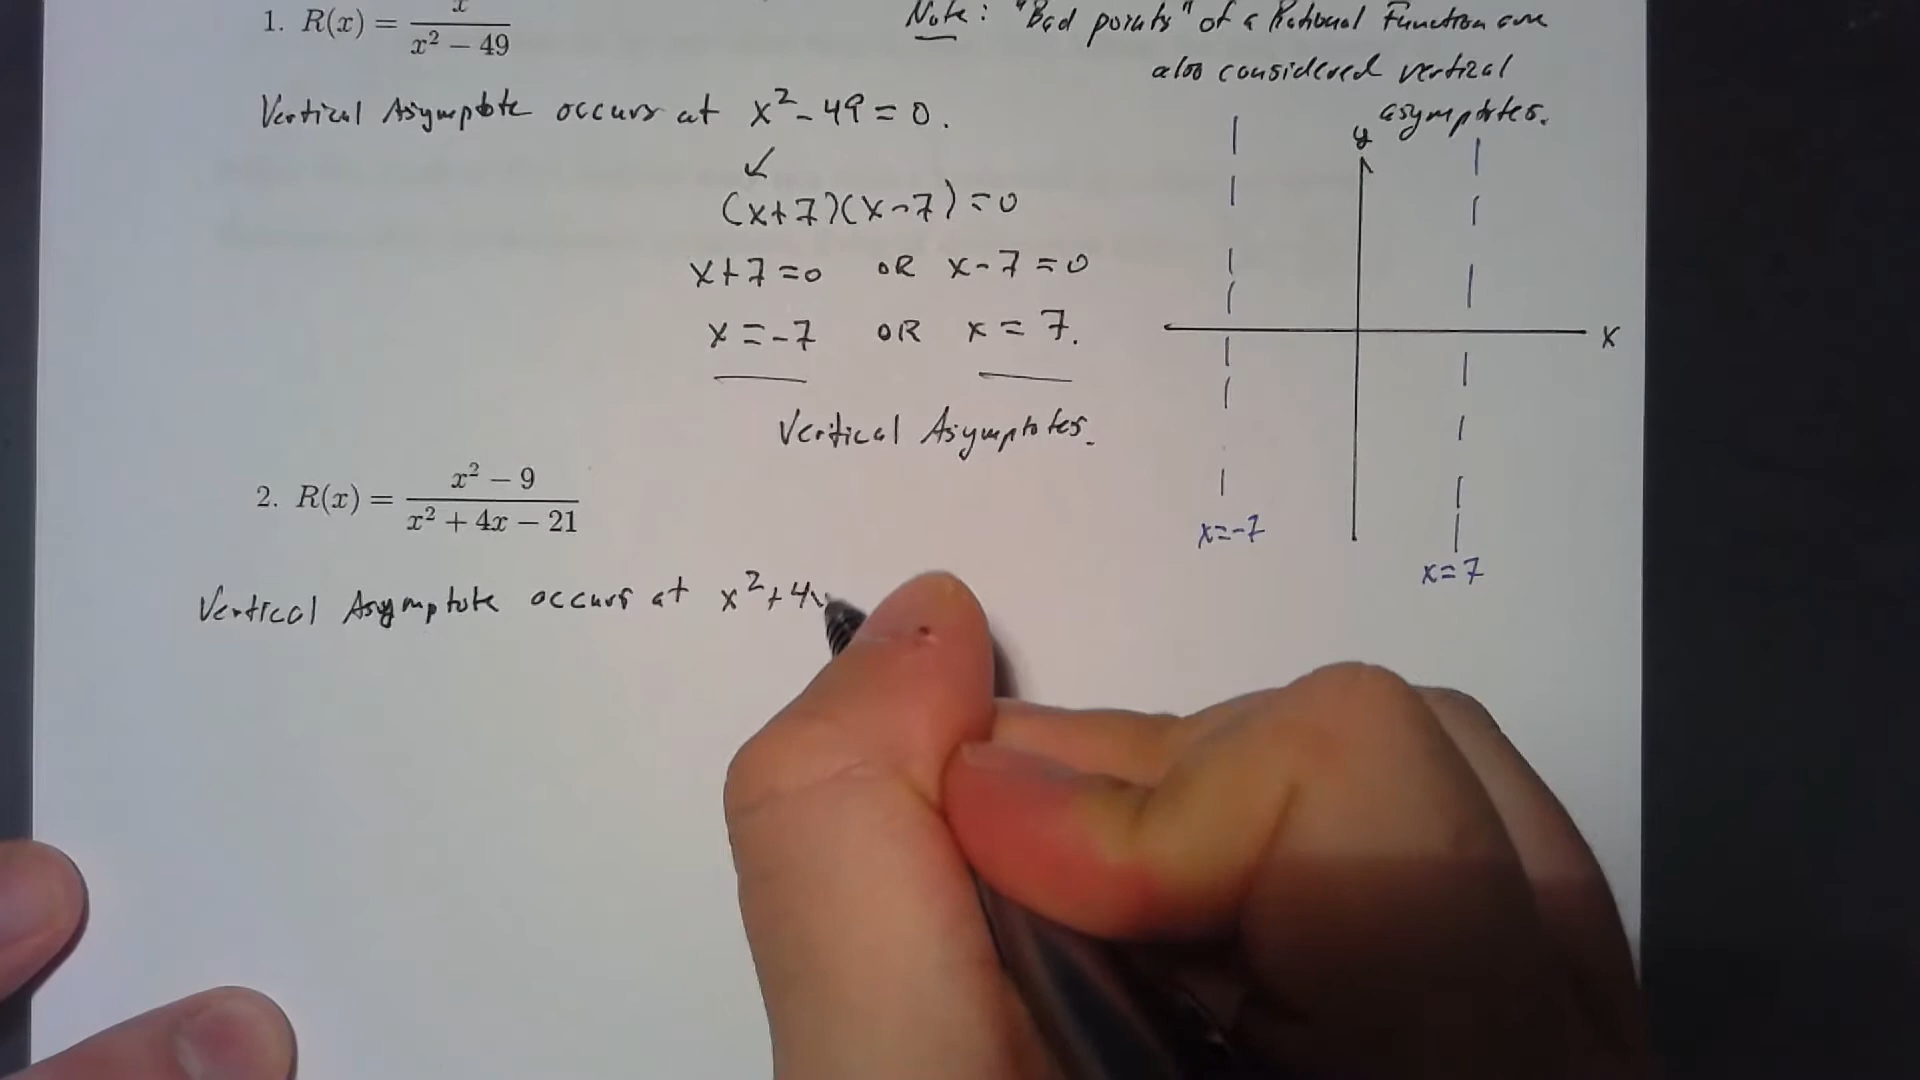 1. R(x) = x / (x² − 49)
Note: "Bad points" of a Rational Function are
also considered vertical
asymptotes.
Vertical Asymptote occurs at x² − 49 = 0.
(x+7)(x−7) = 0
x+7 = 0 OR x−7 = 0
x = −7 OR x = 7.
Vertical Asymptotes.
y
x
x=−7
x=7
2. R(x) = (x² − 9) / (x² + 4x − 21)
Vertical Asymptote occurs at x² + 4x